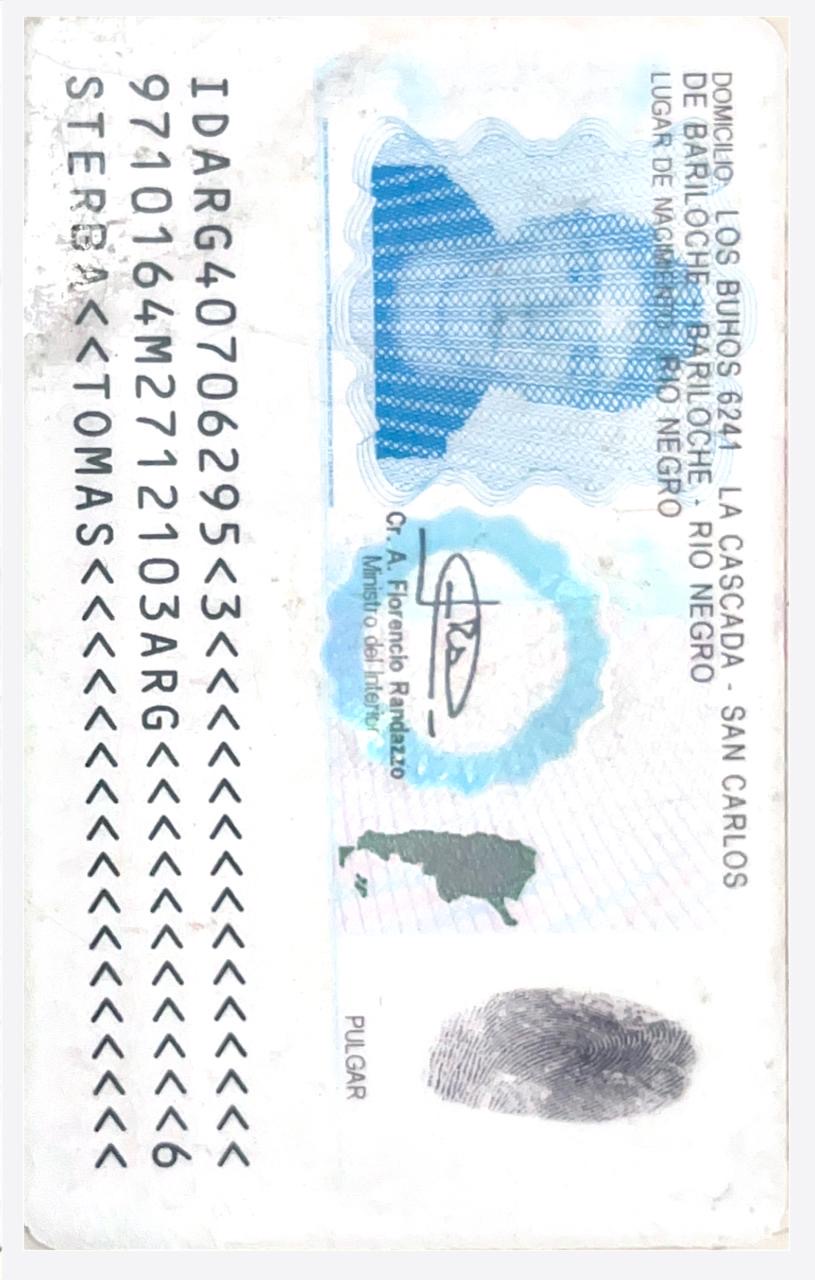 DOMICILIO: LOS BUHOS 6241 LA CASCADA - SAN CARLOS
DE BARILOCHE - BARILOCHE - RIO NEGRO
LUGAR DE NACIMIENTO: RIO NEGRO
Cr. A. Florencio Randazzo
Ministro del Interior
PULGAR
IDARG40706295<3<<<<<<<<<<<<<<<
9710164M2712103ARG<<<<<<<<<<<6
STERBA<<TOMAS<<<<<<<<<<<<<<<<<